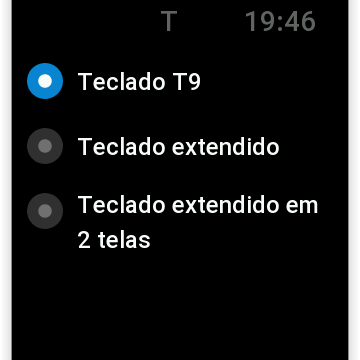 T 19:46
Teclado T9
Teclado extendido
Teclado extendido em
2 telas